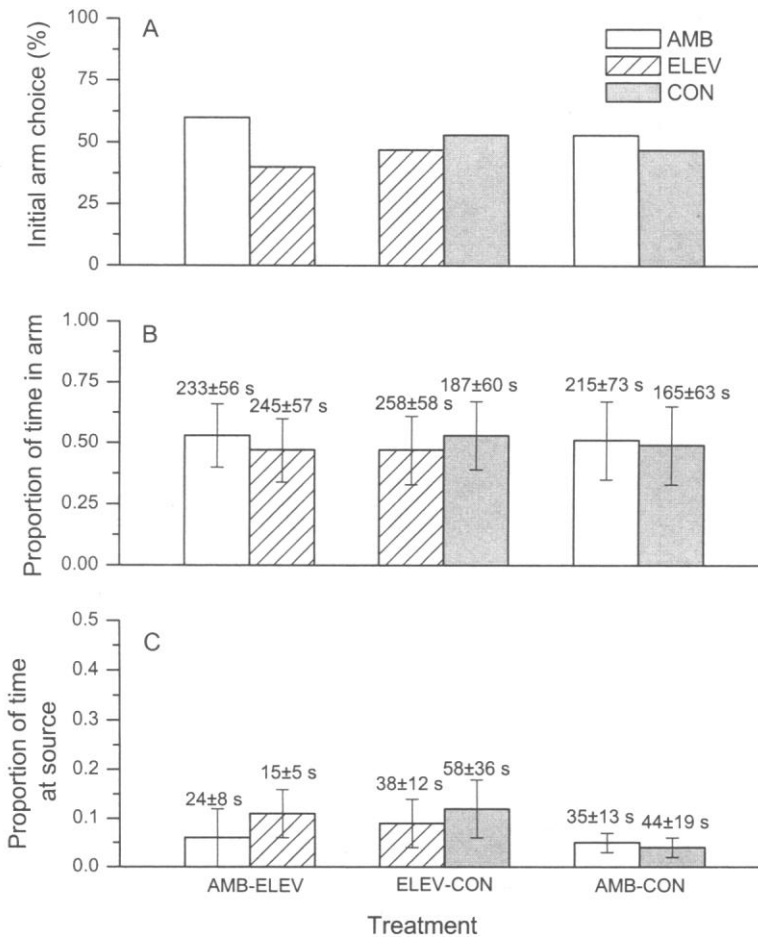 A
AMB
ELEV
CON
Initial arm choice (%)
100
75
50
25
0
B
Proportion of time in arm
1.00
0.75
0.50
0.25
0.00
233±56 s
245±57 s
258±58 s
187±60 s
215±73 s
165±63 s
C
Proportion of time
at source
0.5
0.4
0.3
0.2
0.1
0.0
24±8 s
15±5 s
38±12 s
58±36 s
35±13 s
44±19 s
AMB-ELEV
ELEV-CON
AMB-CON
Treatment